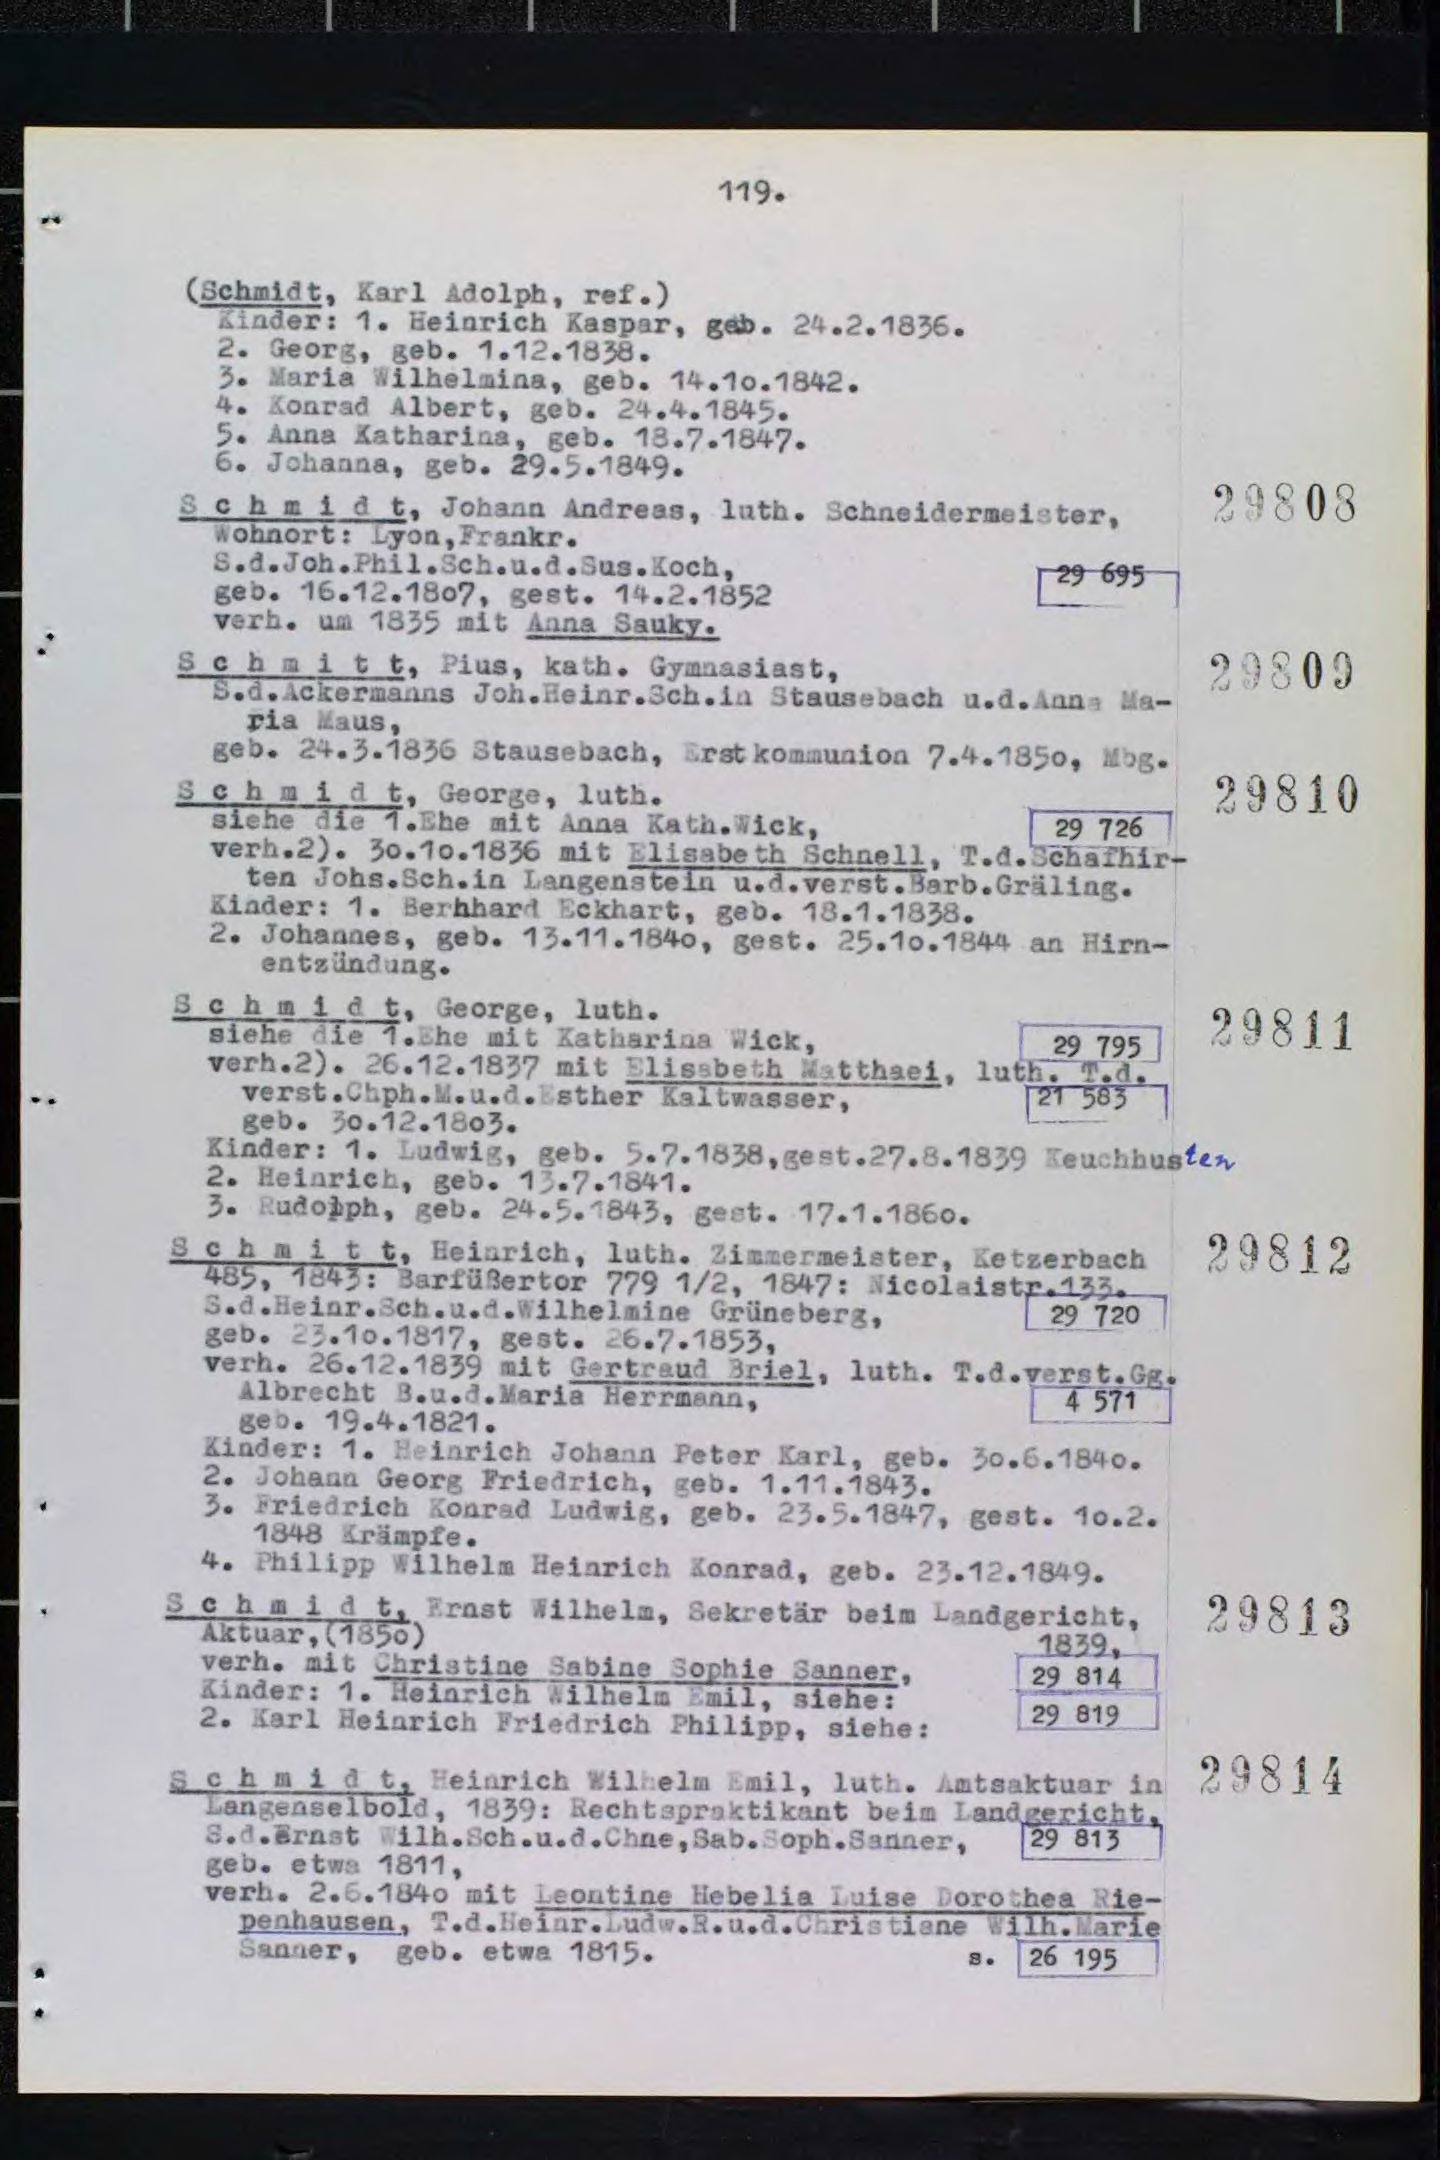 119.
(Schmidt, Karl Adolph, ref.)
Kinder: 1. Heinrich Kaspar, geb. 24.2.1836.
2. Georg, geb. 1.12.1838.
3. Maria Wilhelmina, geb. 14.1o.1842.
4. Konrad Albert, geb. 24.4.1845.
5. Anna Katharina, geb. 18.7.1847.
6. Johanna, geb. 29.5.1849.
S c h m i d t, Johann Andreas, luth. Schneidermeister, 29808
Wohnort: Lyon,Frankr.
S.d.Joh.Phil.Sch.u.d.Sus.Koch, 29 695
geb. 16.12.18o7, gest. 14.2.1852
verh. um 1835 mit Anna Sauky.
S c h m i t t, Pius, kath. Gymnasiast, 29809
S.d.Ackermanns Joh.Heinr.Sch.in Stausebach u.d.Anna Ma-
ria Maus,
geb. 24.3.1836 Stausebach, Erstkommunion 7.4.185o, Mbg.
S c h m i d t, George, luth. 29810
siehe die 1.Ehe mit Anna Kath.Wick, 29 726
verh.2). 3o.1o.1836 mit Elisabeth Schnell, T.d.Schafhir-
ten Johs.Sch.in Langenstein u.d.verst.Barb.Gräling.
Kinder: 1. Berhhard Eckhart, geb. 18.1.1838.
2. Johannes, geb. 13.11.184o, gest. 25.1o.1844 an Hirn-
entzündung.
S c h m i d t, George, luth. 29811
siehe die 1.Ehe mit Katharina Wick, 29 795
verh.2). 26.12.1837 mit Elisabeth Matthaei, luth. T.d.
verst.Chph.M.u.d.Esther Kaltwasser, 21 583
geb. 3o.12.18o3.
Kinder: 1. Ludwig, geb. 5.7.1838,gest.27.8.1839 Keuchhusten
2. Heinrich, geb. 13.7.1841.
3. Rudolph, geb. 24.5.1843, gest. 17.1.186o.
S c h m i t t, Heinrich, luth. Zimmermeister, Ketzerbach 29812
485, 1843: Barfüßertor 779 1/2, 1847: Nicolaistr.133.
S.d.Heinr.Sch.u.d.Wilhelmine Grüneberg, 29 720
geb. 23.1o.1817, gest. 26.7.1853,
verh. 26.12.1839 mit Gertraud Briel, luth. T.d.verst.Gg.
Albrecht B.u.d.Maria Herrmann, 4 571
geb. 19.4.1821.
Kinder: 1. Heinrich Johann Peter Karl, geb. 3o.6.184o.
2. Johann Georg Friedrich, geb. 1.11.1843.
3. Friedrich Konrad Ludwig, geb. 23.5.1847, gest. 1o.2.
1848 Krämpfe.
4. Philipp Wilhelm Heinrich Konrad, geb. 23.12.1849.
S c h m i d t, Ernst Wilhelm, Sekretär beim Landgericht, 29813
Aktuar,(185o) 1839,
verh. mit Christine Sabine Sophie Sanner,
Kinder: 1. Heinrich Wilhelm Emil, siehe: 29 814
2. Karl Heinrich Friedrich Philipp, siehe: 29 819
S c h m i d t, Heinrich Wilhelm Emil, luth. Amtsaktuar in 29814
Langenselbold, 1839: Rechtspraktikant beim Landgericht,
S.d.Ernst Wilh.Sch.u.d.Chne,Sab.Soph.Sanner, 29 813
geb. etwa 1811,
verh. 2.6.184o mit Leontine Hebelia Luise Dorothea Rie-
penhausen, T.d.Heinr.Ludw.R.u.d.Christiane Wilh.Marie
Sanner, geb. etwa 1815. s. 26 195